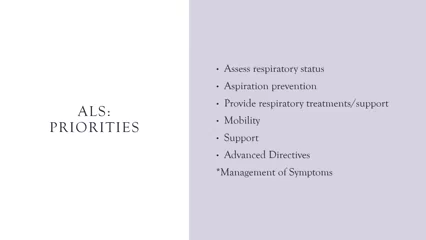 ALS:
PRIORITIES
• Assess respiratory status
• Aspiration prevention
• Provide respiratory treatments/support
• Mobility
• Support
• Advanced Directives
*Management of Symptoms